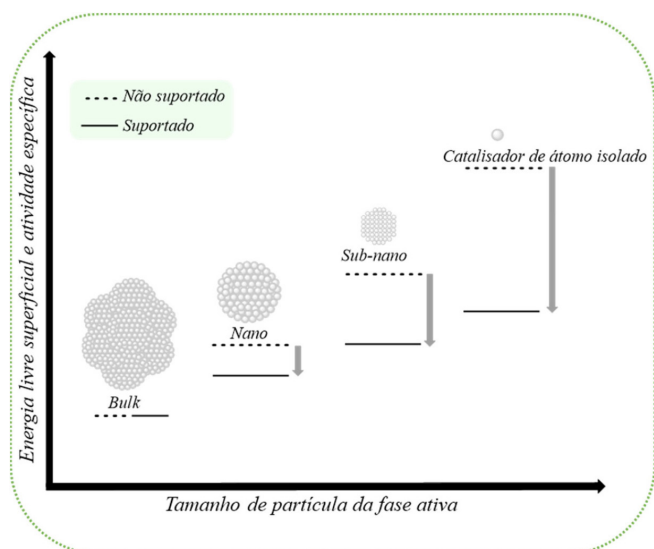 Energia livre superficial e atividade específica
Não suportado
Suportado
Catalisador de átomo isolado
Sub-nano
Nano
Bulk
Tamanho de partícula da fase ativa